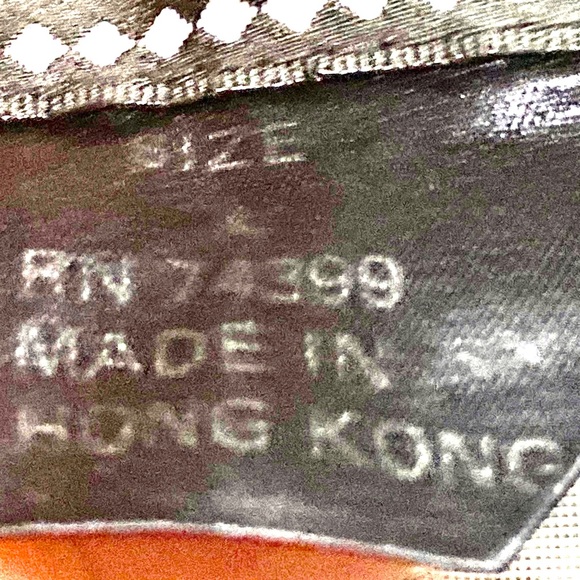 SIZE
RN 74399
MADE IN
HONG KONG